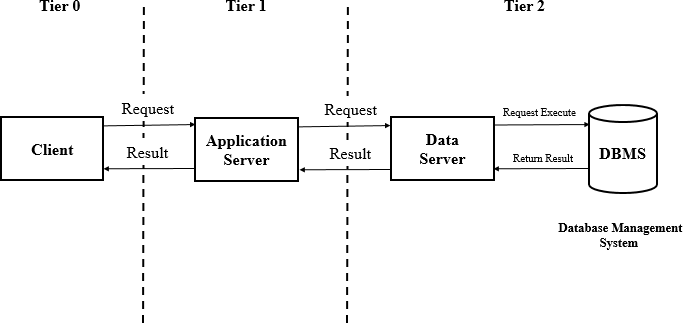 Tier 0
Tier 1
Tier 2
Request
Request
Request Execute
Client
Application
Server
Data
Server
DBMS
Result
Result
Return Result
Database Management
System